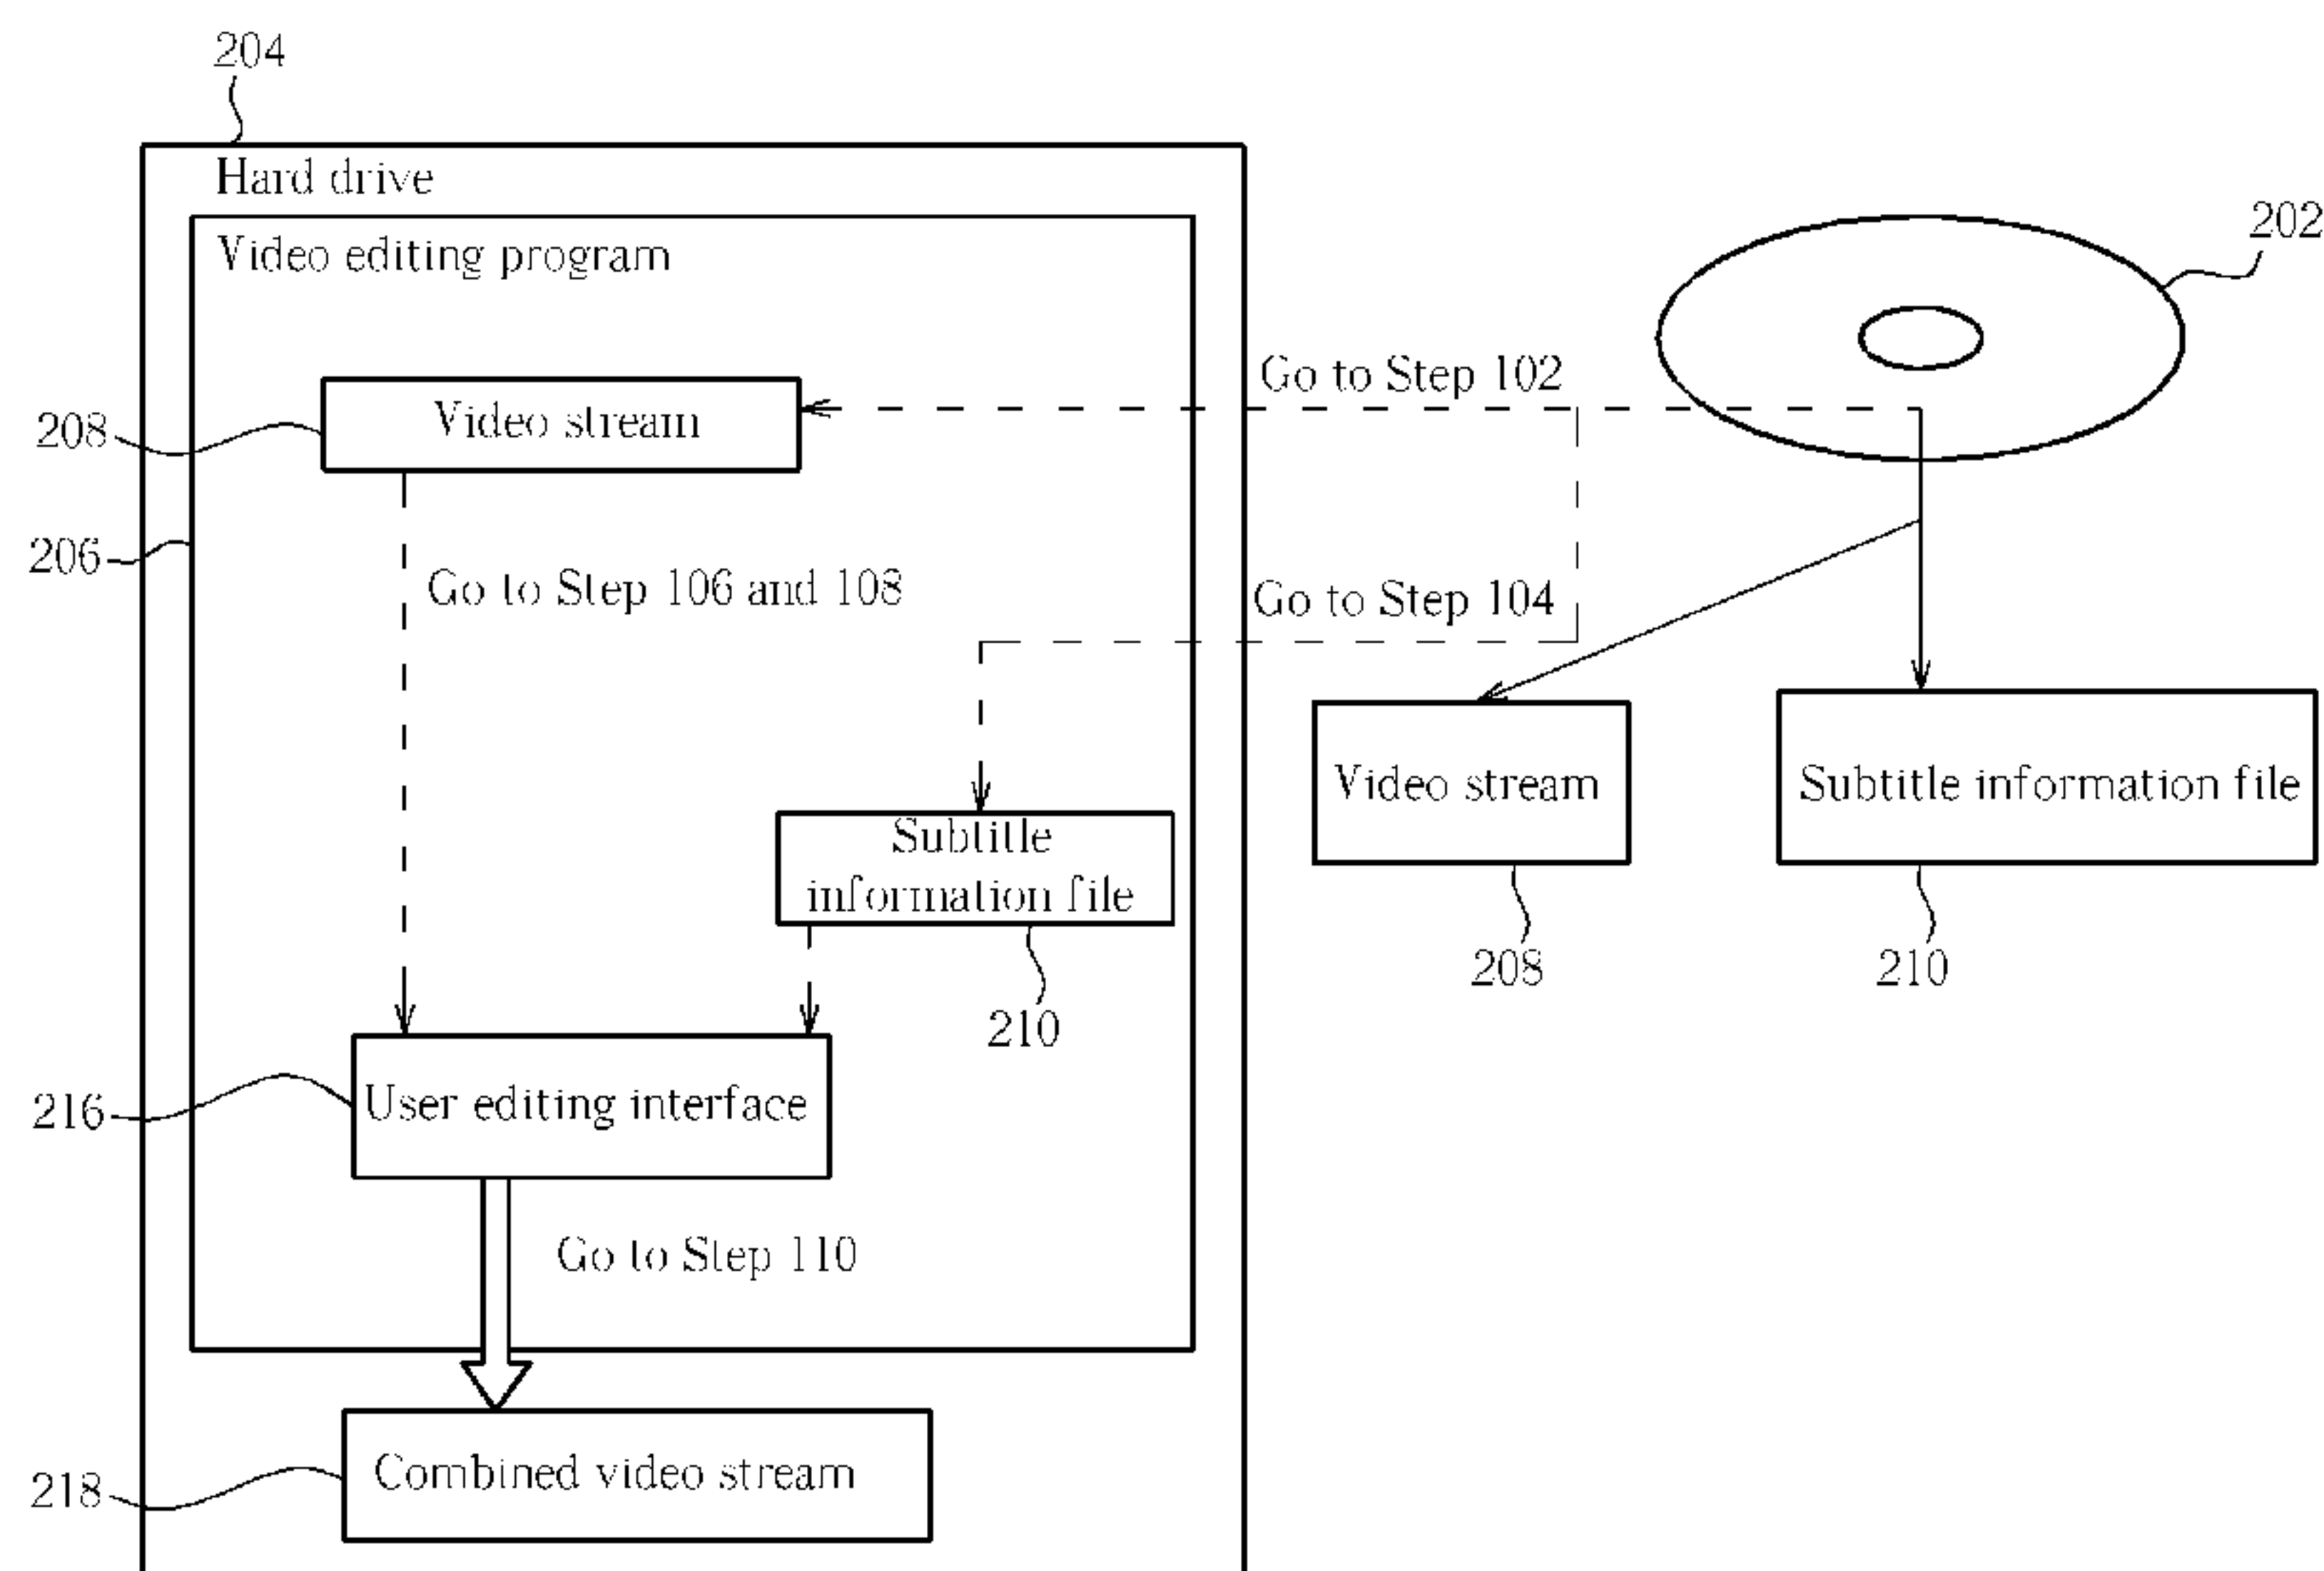 204
Hard drive
202
Video editing program
Go to Step 102
Video stream
208
206
Go to Step 106 and 108
Go to Step 104
Video stream
Subtitle information file
Subtitle
information file
208
210
210
User editing interface
216
Go to Step 110
Combined video stream
218